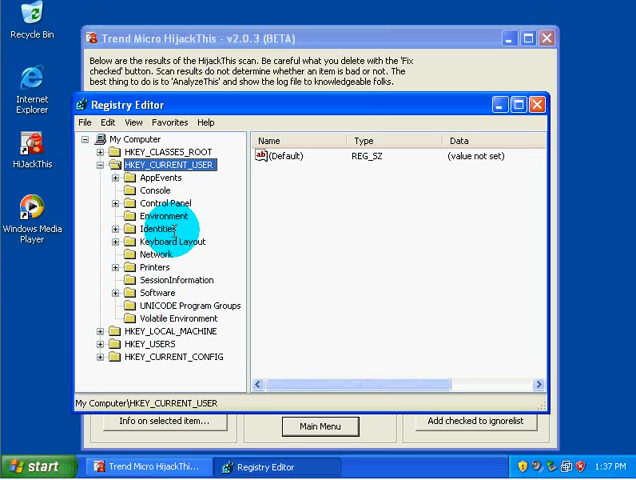 Recycle Bin
Internet
Explorer
HiJackThis
Windows Media
Player
Trend Micro HijackThis - v2.0.3 (BETA)
Below are the results of the HijackThis scan. Be careful what you delete with the 'Fix
checked' button. Scan results do not determine whether an item is bad or not. The
best thing to do is to 'AnalyzeThis' and show the log file to knowledgeable folks.
Registry Editor
File Edit View Favorites Help
My Computer
HKEY_CLASSES_ROOT
HKEY_CURRENT_USER
AppEvents
Console
Control Panel
Environment
Identities
Keyboard Layout
Network
Printers
SessionInformation
Software
UNICODE Program Groups
Volatile Environment
HKEY_LOCAL_MACHINE
HKEY_USERS
HKEY_CURRENT_CONFIG
Name Type Data
ab (Default) REG_SZ (value not set)
My Computer\HKEY_CURRENT_USER
Info on selected item...
Main Menu
Add checked to ignorelist
start
Trend Micro HijackThi...
Registry Editor
1:37 PM